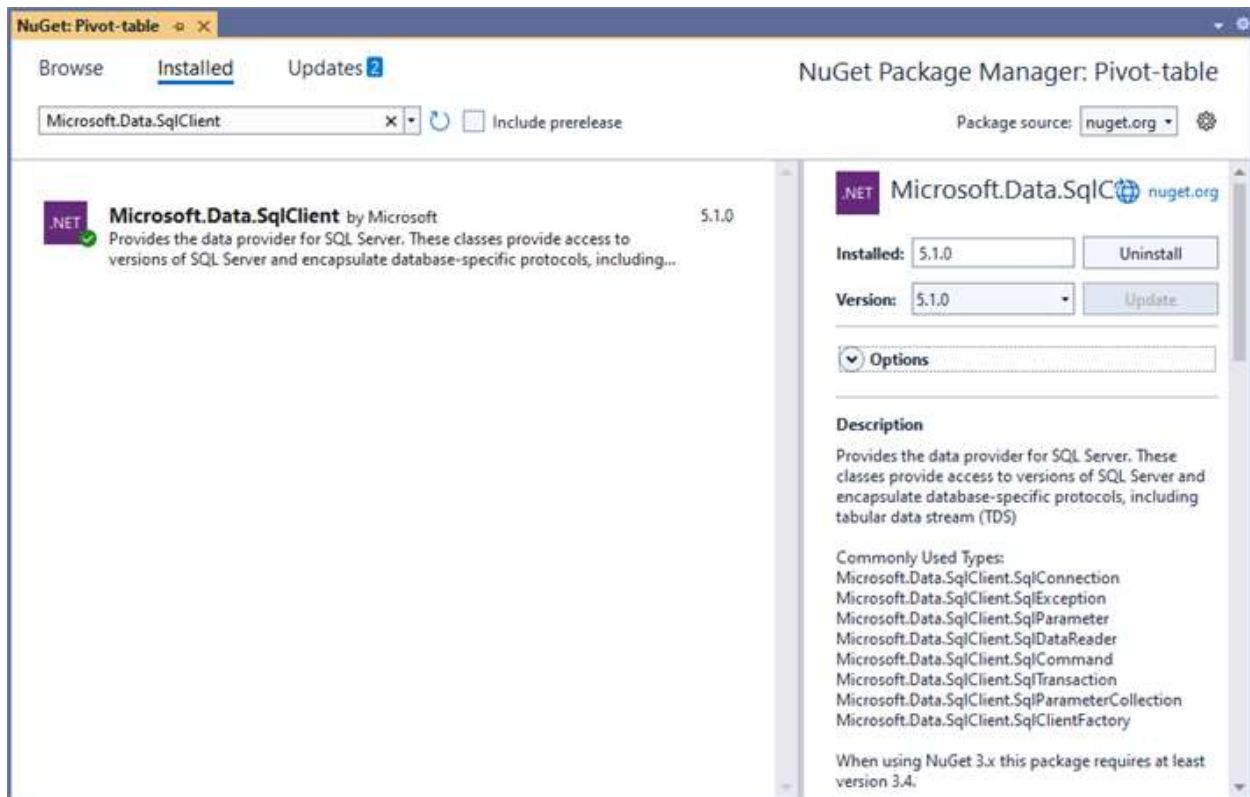 NuGet: Pivot-table
Browse Installed Updates 2
NuGet Package Manager: Pivot-table
Microsoft.Data.SqlClient
Include prerelease
Package source: nuget.org
.NET
Microsoft.Data.SqlClient by Microsoft 5.1.0
Provides the data provider for SQL Server. These classes provide access to
versions of SQL Server and encapsulate database-specific protocols, including...
.NET
Microsoft.Data.SqlC nuget.org
Installed: 5.1.0 Uninstall
Version: 5.1.0 Update
Options
Description
Provides the data provider for SQL Server. These
classes provide access to versions of SQL Server and
encapsulate database-specific protocols, including
tabular data stream (TDS)
Commonly Used Types:
Microsoft.Data.SqlClient.SqlConnection
Microsoft.Data.SqlClient.SqlException
Microsoft.Data.SqlClient.SqlParameter
Microsoft.Data.SqlClient.SqlDataReader
Microsoft.Data.SqlClient.SqlCommand
Microsoft.Data.SqlClient.SqlTransaction
Microsoft.Data.SqlClient.SqlParameterCollection
Microsoft.Data.SqlClient.SqlClientFactory
When using NuGet 3.x this package requires at least
version 3.4.